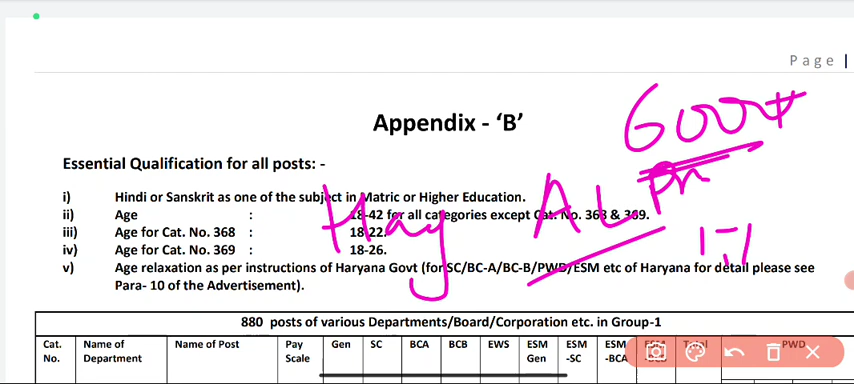 Page |
6000+
Appendix - ‘B’
Essential Qualification for all posts: -
i) Hindi or Sanskrit as one of the subject in Matric or Higher Education.
ii) Age : 18-42 for all categories except Cat. No. 368 & 369.
iii) Age for Cat. No. 368 : 18-22.
iv) Age for Cat. No. 369 : 18-26.
v) Age relaxation as per instructions of Haryana Govt (for SC/BC-A/BC-B/PWD/ESM etc of Haryana for detail please see
Para- 10 of the Advertisement).
880 posts of various Departments/Board/Corporation etc. in Group-1
Cat. No. Name of Department Name of Post Pay Scale Gen SC BCA BCB EWS ESM Gen ESM -SC ESM -BCA PWD